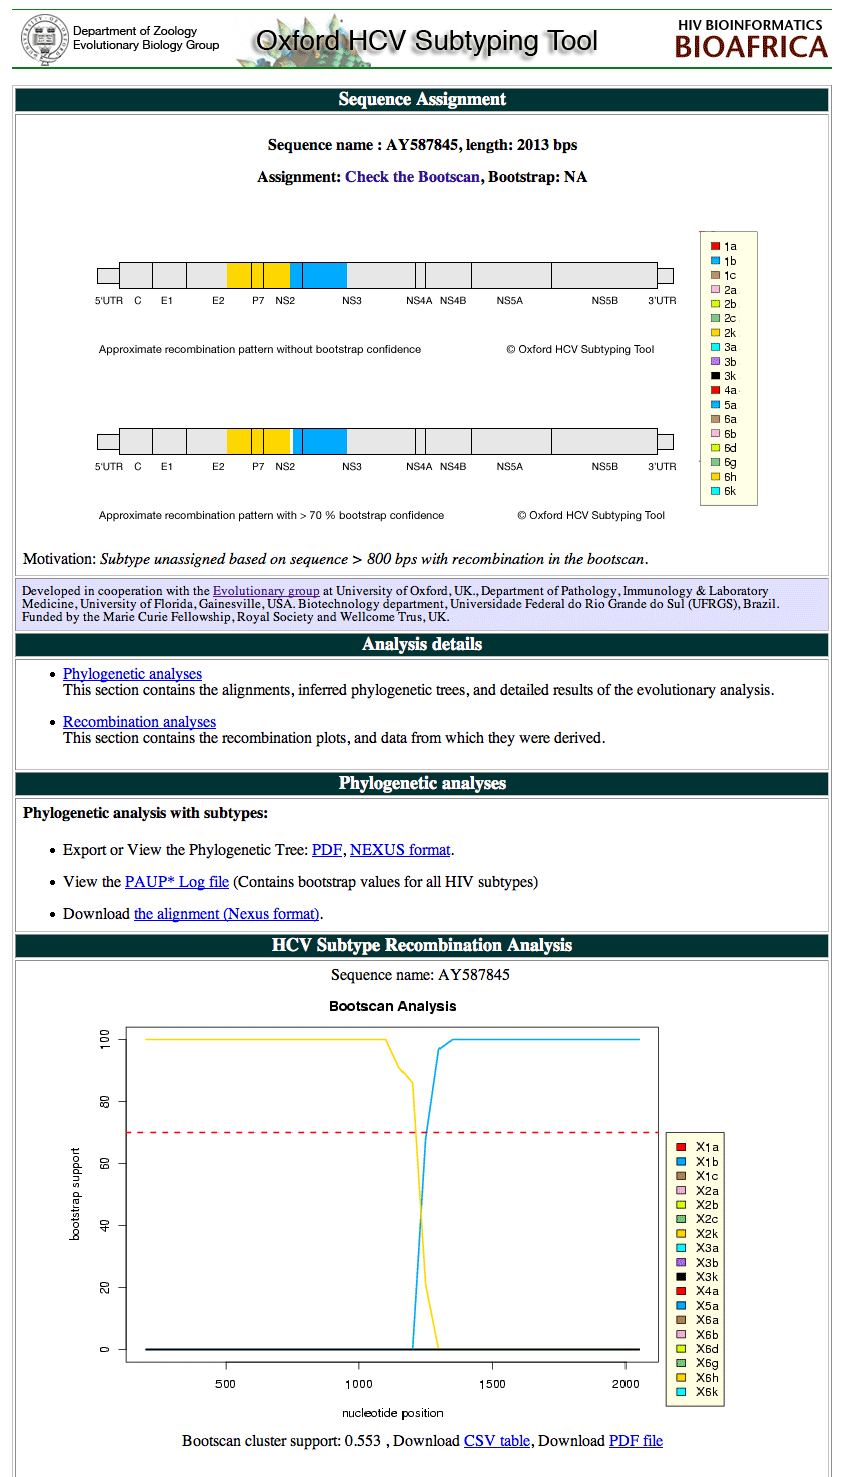 Department of Zoology
Evolutionary Biology Group
Oxford HCV Subtyping Tool
HIV BIOINFORMATICS
BIOAFRICA
Sequence Assignment
Sequence name : AY587845, length: 2013 bps
Assignment: Check the Bootscan, Bootstrap: NA
5'UTR C E1 E2 P7 NS2 NS3 NS4A NS4B NS5A NS5B 3'UTR
Approximate recombination pattern without bootstrap confidence © Oxford HCV Subtyping Tool
5'UTR C E1 E2 P7 NS2 NS3 NS4A NS4B NS5A NS5B 3'UTR
Approximate recombination pattern with > 70 % bootstrap confidence © Oxford HCV Subtyping Tool
1a
1b
1c
2a
2b
2c
2k
3a
3b
3k
4a
5a
6a
6b
6d
6g
6h
6k
Motivation: Subtype unassigned based on sequence > 800 bps with recombination in the bootscan.
Developed in cooperation with the Evolutionary group at University of Oxford, UK., Department of Pathology, Immunology & Laboratory
Medicine, University of Florida, Gainesville, USA. Biotechnology department, Universidade Federal do Rio Grande do Sul (UFRGS), Brazil.
Funded by the Marie Curie Fellowship, Royal Society and Wellcome Trus, UK.
Analysis details
• Phylogenetic analyses
This section contains the alignments, inferred phylogenetic trees, and detailed results of the evolutionary analysis.
• Recombination analyses
This section contains the recombination plots, and data from which they were derived.
Phylogenetic analyses
Phylogenetic analysis with subtypes:
• Export or View the Phylogenetic Tree: PDF, NEXUS format.
• View the PAUP* Log file (Contains bootstrap values for all HIV subtypes)
• Download the alignment (Nexus format).
HCV Subtype Recombination Analysis
Sequence name: AY587845
Bootscan Analysis
bootstrap support
100
80
60
40
20
0
500 1000 1500 2000
nucleotide position
X1a
X1b
X1c
X2a
X2b
X2c
X2k
X3a
X3b
X3k
X4a
X5a
X6a
X6b
X6d
X6g
X6h
X6k
Bootscan cluster support: 0.553 , Download CSV table, Download PDF file